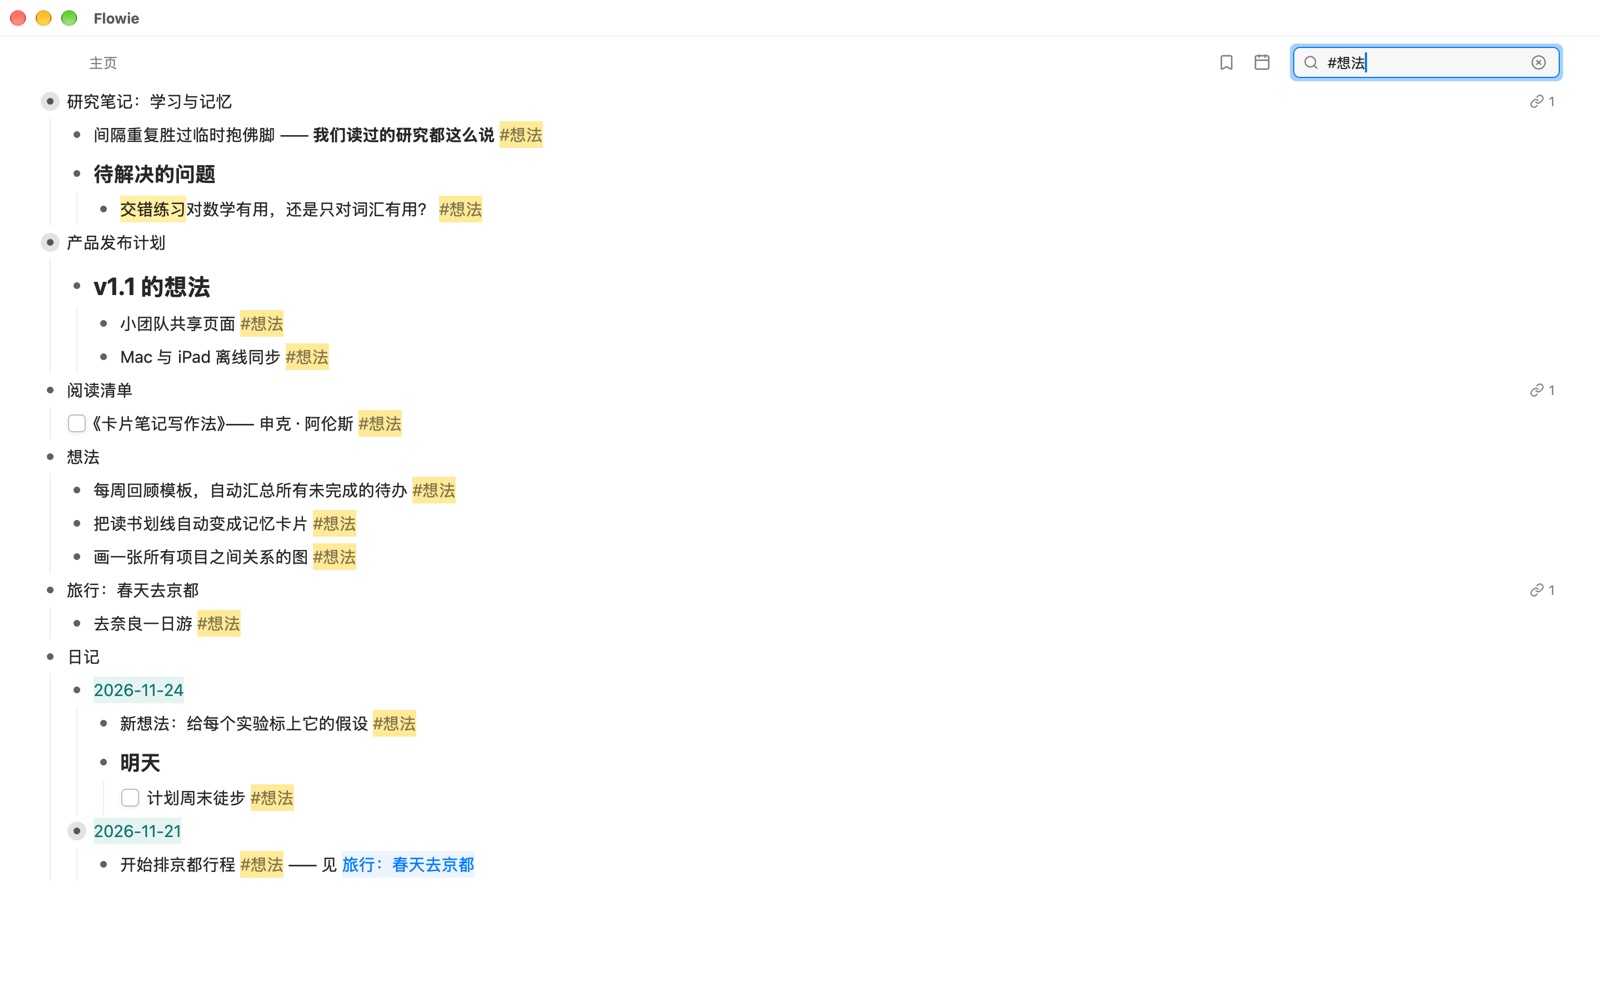 Flowie
主页
#想法
研究笔记：学习与记忆 1
间隔重复胜过临时抱佛脚 —— 我们读过的研究都这么说 #想法
待解决的问题
交错练习对数学有用，还是只对词汇有用？ #想法
产品发布计划
v1.1 的想法
小团队共享页面 #想法
Mac 与 iPad 离线同步 #想法
阅读清单 1
《卡片笔记写作法》—— 申克 · 阿伦斯 #想法
想法
每周回顾模板，自动汇总所有未完成的待办 #想法
把读书划线自动变成记忆卡片 #想法
画一张所有项目之间关系的图 #想法
旅行：春天去京都 1
去奈良一日游 #想法
日记
2026-11-24
新想法：给每个实验标上它的假设 #想法
明天
计划周末徒步 #想法
2026-11-21
开始排京都行程 #想法 —— 见 旅行：春天去京都